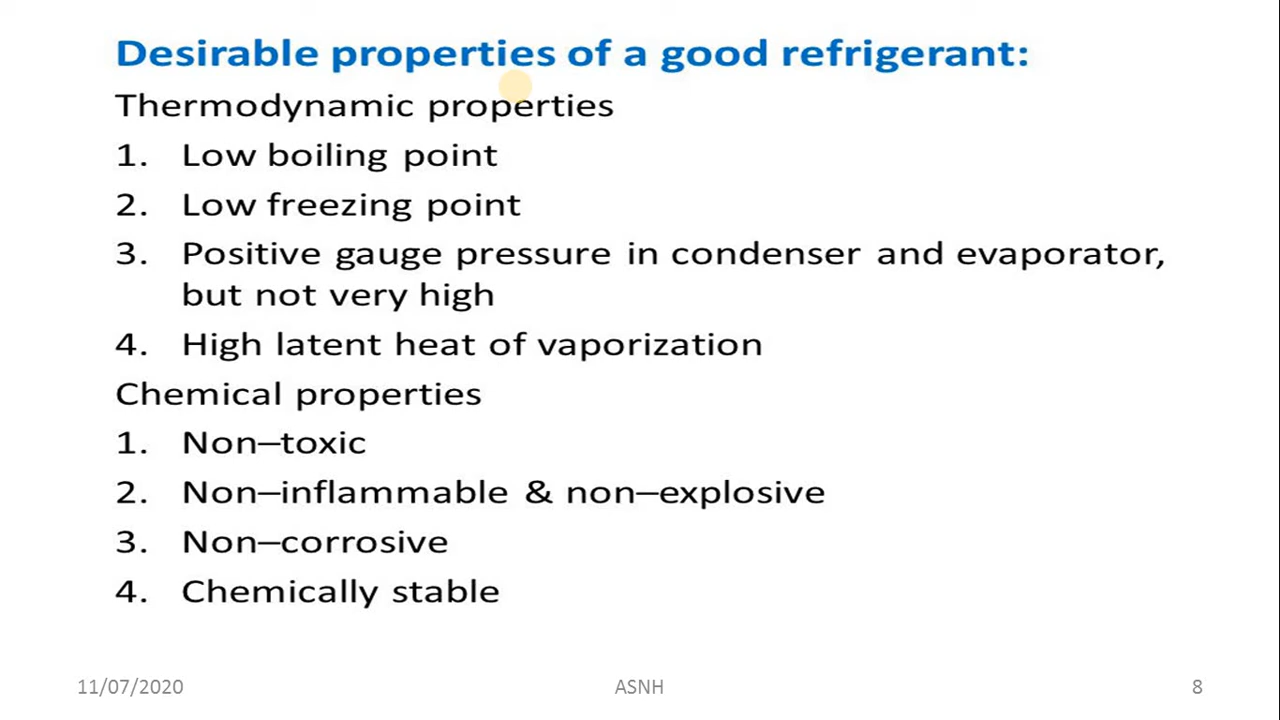 Desirable properties of a good refrigerant:
Thermodynamic properties
1. Low boiling point
2. Low freezing point
3. Positive gauge pressure in condenser and evaporator,
but not very high
4. High latent heat of vaporization
Chemical properties
1. Non–toxic
2. Non–inflammable & non–explosive
3. Non–corrosive
4. Chemically stable
11/07/2020 ASNH 8